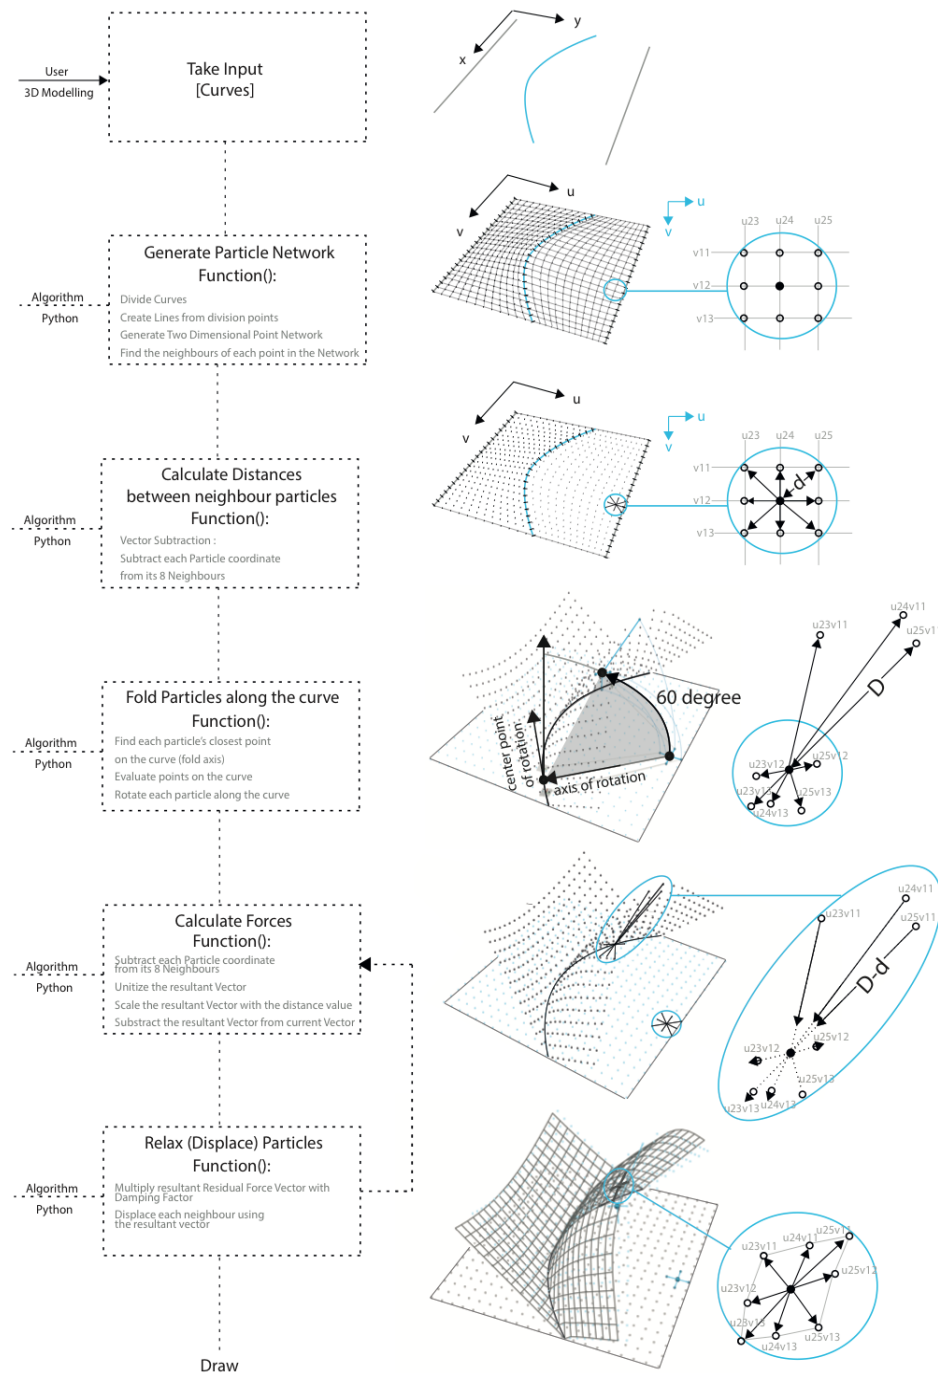 User
3D Modelling
Take Input
[Curves]
y
x
Algorithm
Python
Generate Particle Network
Function():
Divide Curves
Create Lines from division points
Generate Two Dimensional Point Network
Find the neighbours of each point in the Network
u
v
u
v
u23 u24 u25
v11
v12
v13
Algorithm
Python
Calculate Distances
between neighbour particles
Function():
Vector Subtraction :
Subtract each Particle coordinate
from its 8 Neighbours
u
v
u
v
u23 u24 u25
v11
v12
v13
d
Algorithm
Python
Fold Particles along the curve
Function():
Find each particle's closest point
on the curve (fold axis)
Evaluate points on the curve
Rotate each particle along the curve
center point
of rotation
axis of rotation
60 degree
u24v11
u23v11
u25v11
D
u23v12
u25v12
u23v13
u25v13
u24v13
Algorithm
Python
Calculate Forces
Function():
Subtract each Particle coordinate
from its 8 Neighbours
Unitize the resultant Vector
Scale the resultant Vector with the distance value
Substract the resultant Vector from current Vector
u24v11
u23v11
u25v11
D-d
u23v12
u25v12
u25v13
u23v13
u24v13
Algorithm
Python
Relax (Displace) Particles
Function():
Multiply resultant Residual Force Vector with
Damping Factor
Displace each neighbour using
the resultant vector
u25v11
u24v11
u23v11
u25v12
u23v12
u23v13
u25v13
u24v13
Draw